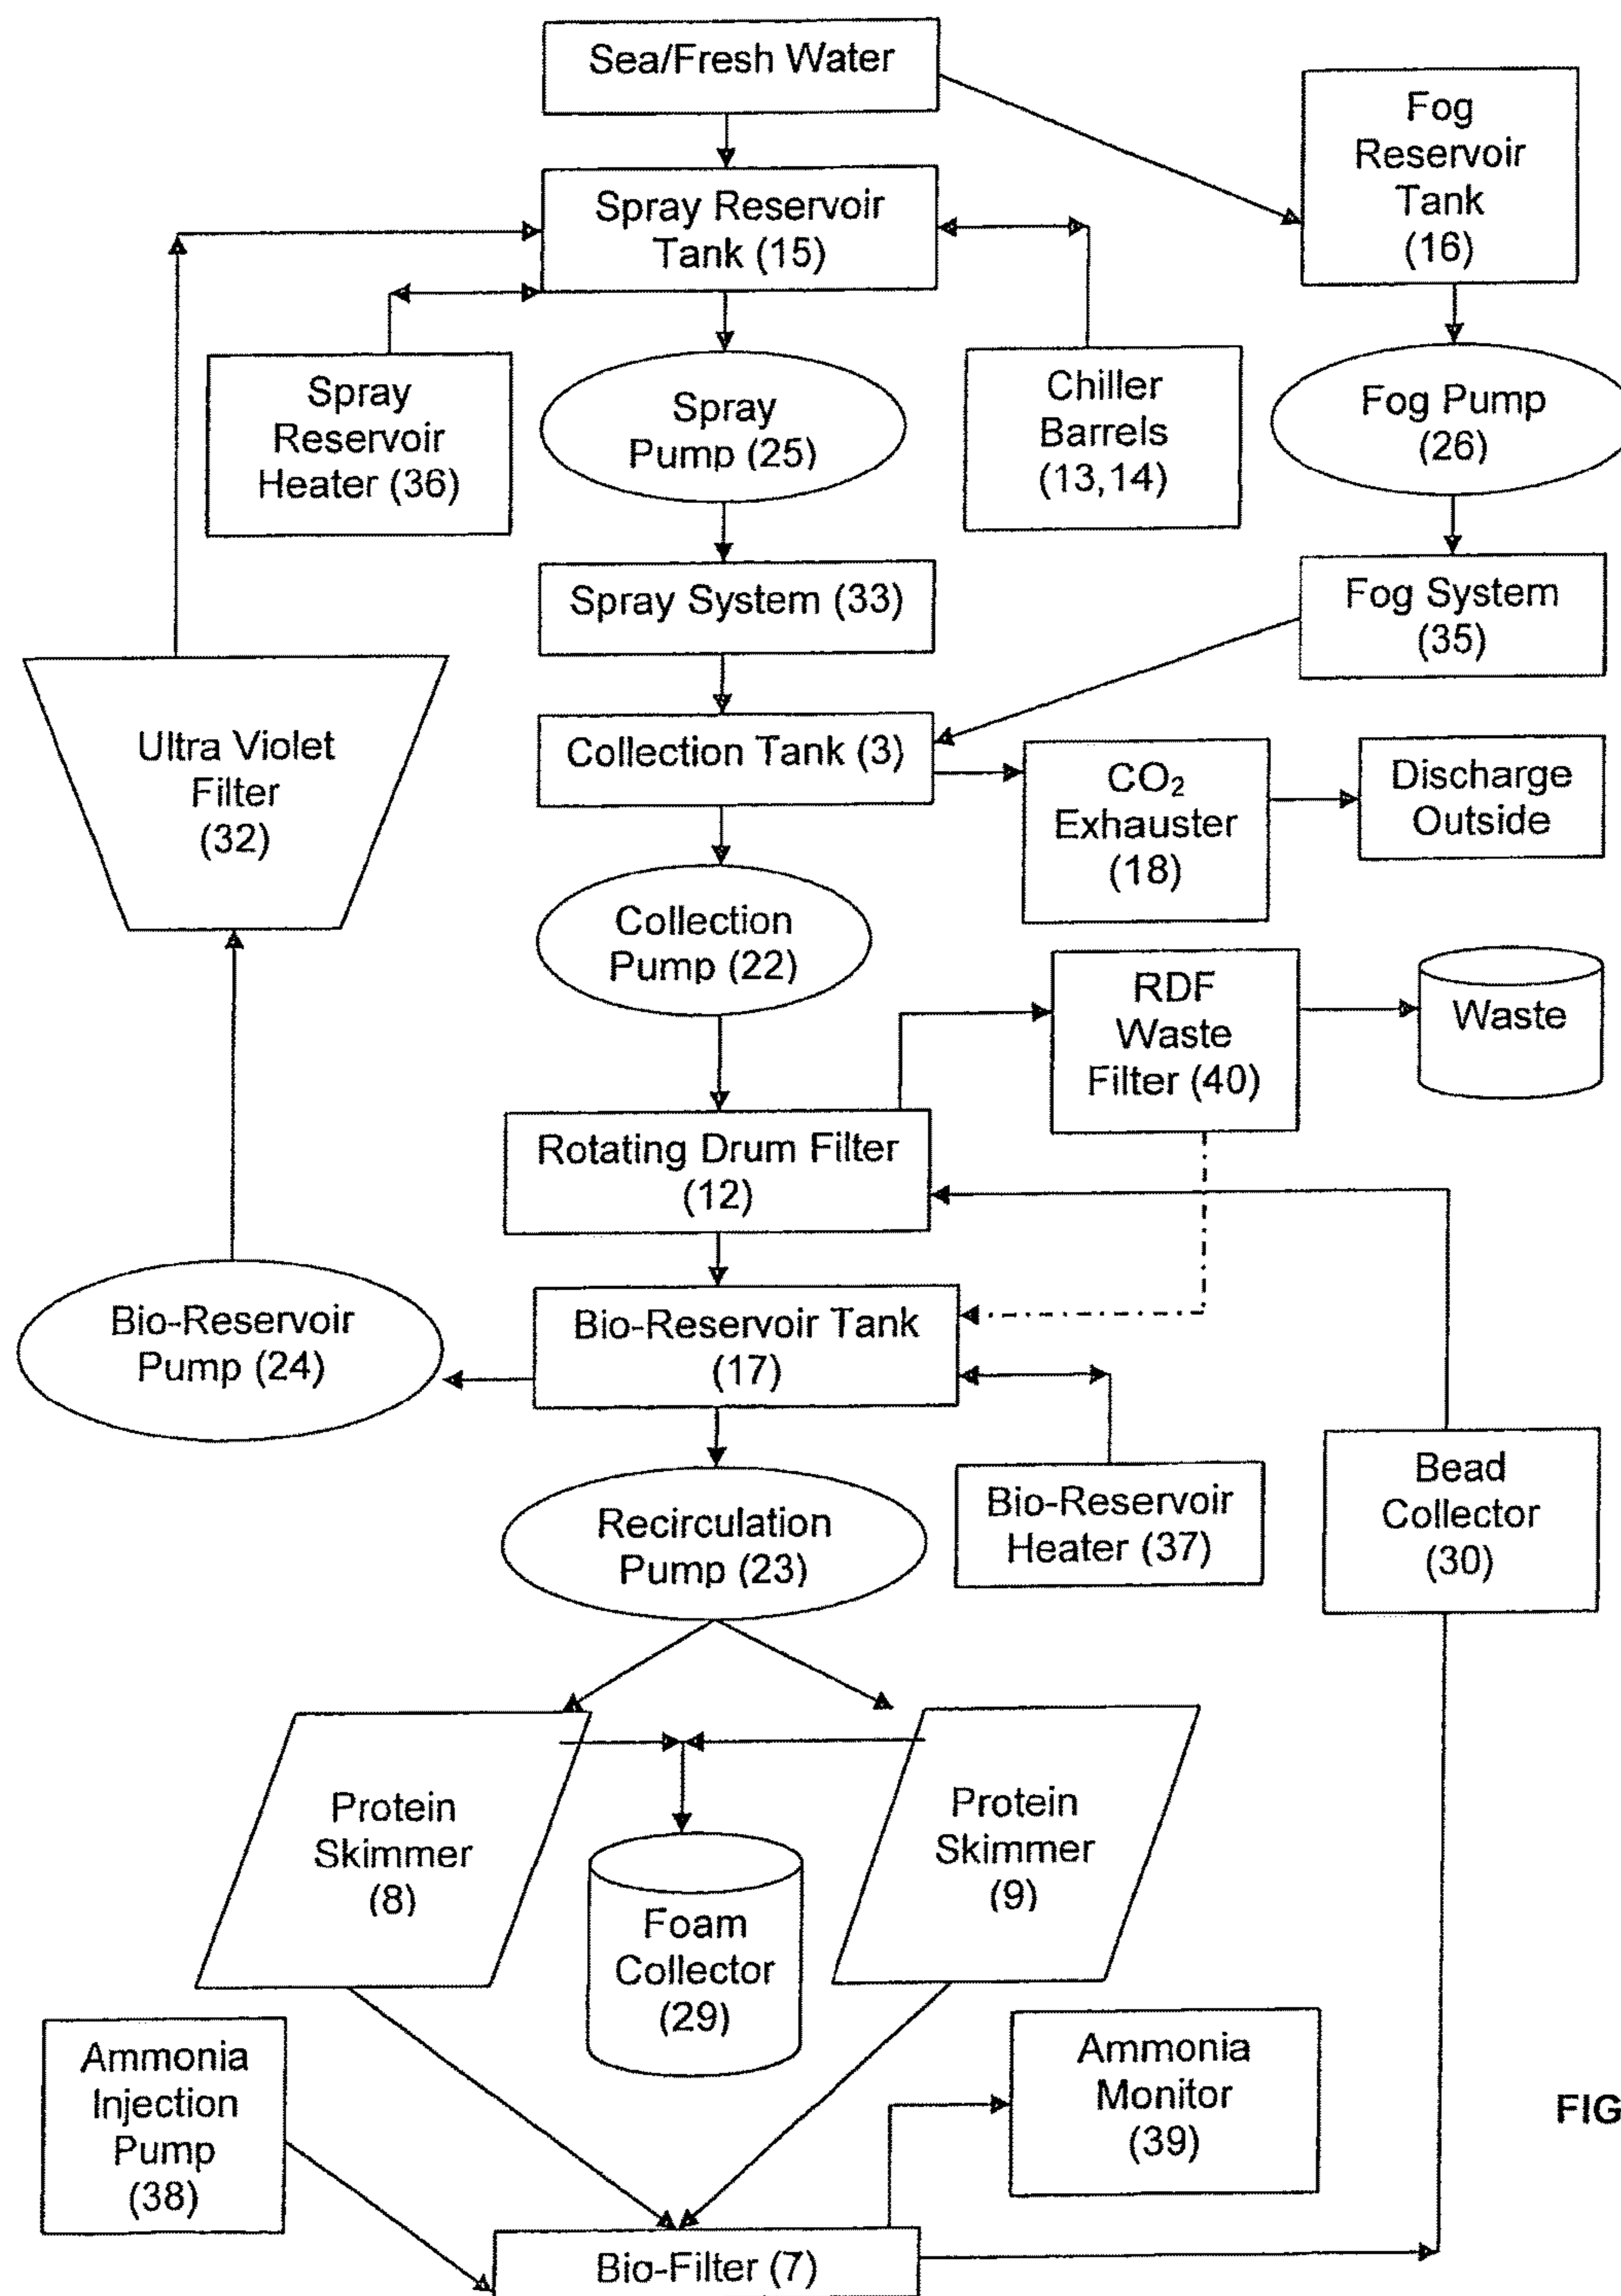 Sea/Fresh Water
Fog
Reservoir
Tank
(16)
Spray Reservoir
Tank (15)
Spray
Reservoir
Heater (36)
Spray
Pump (25)
Chiller
Barrels
(13,14)
Fog Pump
(26)
Spray System (33)
Fog System
(35)
Ultra Violet
Filter
(32)
Collection Tank (3)
CO₂
Exhauster
(18)
Discharge
Outside
Collection
Pump (22)
RDF
Waste
Filter (40)
Waste
Rotating Drum Filter
(12)
Bio-Reservoir
Pump (24)
Bio-Reservoir Tank
(17)
Recirculation
Pump (23)
Bio-Reservoir
Heater (37)
Bead
Collector
(30)
Protein
Skimmer
(8)
Foam
Collector
(29)
Protein
Skimmer
(9)
Ammonia
Injection
Pump
(38)
Ammonia
Monitor
(39)
FIG
Bio-Filter (7)